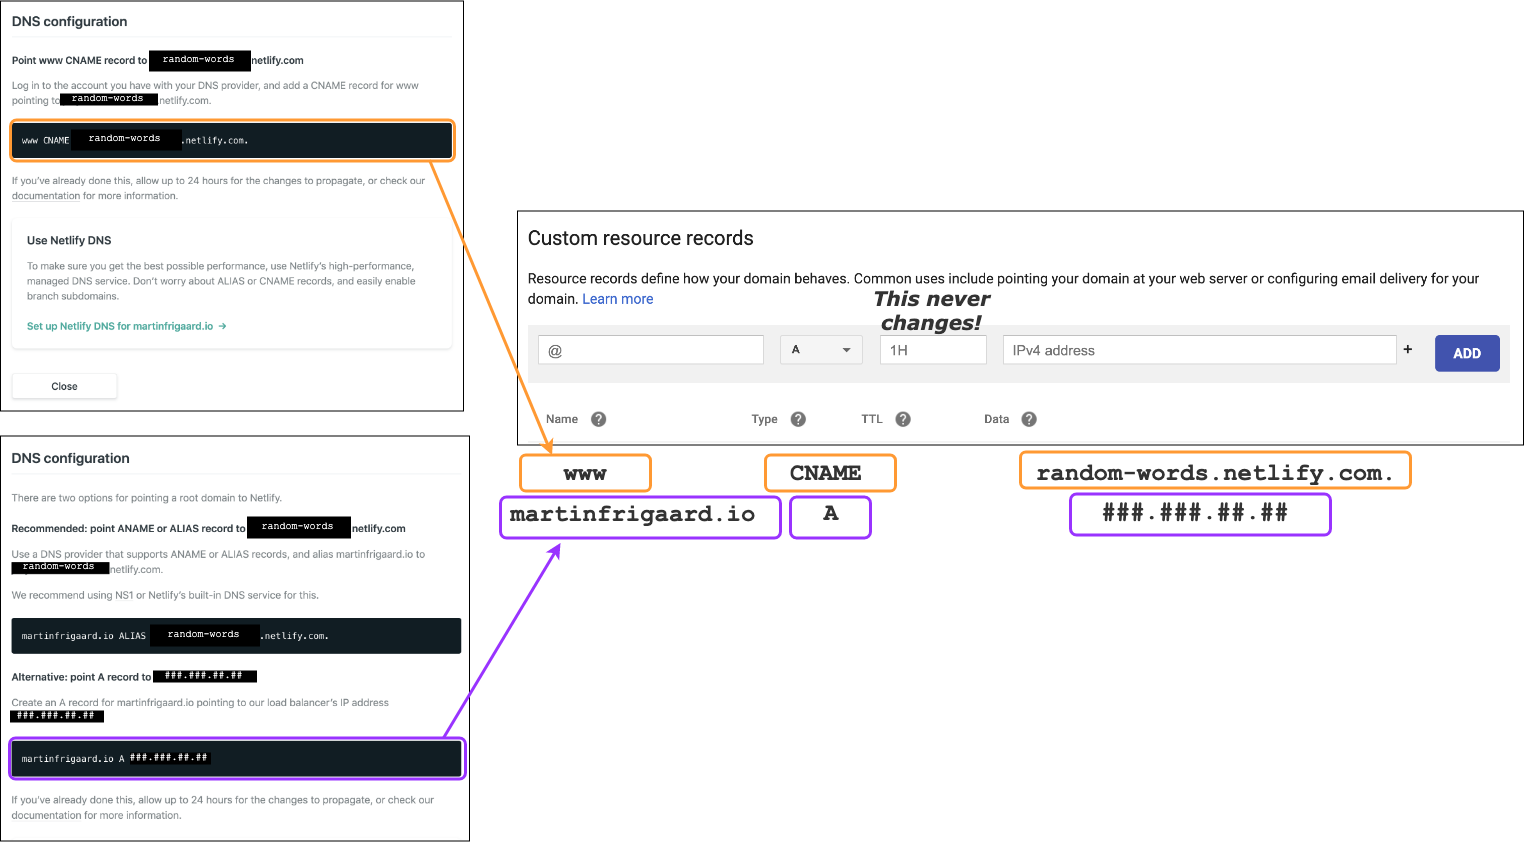 DNS configuration
Point www CNAME record to random-words netlify.com
Log in to the account you have with your DNS provider, and add a CNAME record for www
pointing to random-words netlify.com.
www CNAME random-words .netlify.com.
If you've already done this, allow up to 24 hours for the changes to propagate, or check our
documentation for more information.
Use Netlify DNS
To make sure you get the best possible performance, use Netlify's high-performance,
managed DNS service. Don't worry about ALIAS or CNAME records, and easily enable
branch subdomains.
Set up Netlify DNS for martinfrigaard.io →
Close
DNS configuration
There are two options for pointing a root domain to Netlify.
Recommended: point ANAME or ALIAS record to random-words netlify.com
Use a DNS provider that supports ANAME or ALIAS records, and alias martinfrigaard.io to
random-words netlify.com.
We recommend using NS1 or Netlify's built-in DNS service for this.
martinfrigaard.io ALIAS random-words .netlify.com.
Alternative: point A record to ###.###.##.##
Create an A record for martinfrigaard.io pointing to our load balancer's IP address
###.###.##.##
martinfrigaard.io A ###.###.##.##
If you've already done this, allow up to 24 hours for the changes to propagate, or check our
documentation for more information.
Custom resource records
Resource records define how your domain behaves. Common uses include pointing your domain at your web server or configuring email delivery for your
domain. Learn more
This never
changes!
@ A 1H IPv4 address + ADD
Name ? Type ? TTL ? Data ?
www CNAME random-words.netlify.com.
martinfrigaard.io A ###.###.##.##